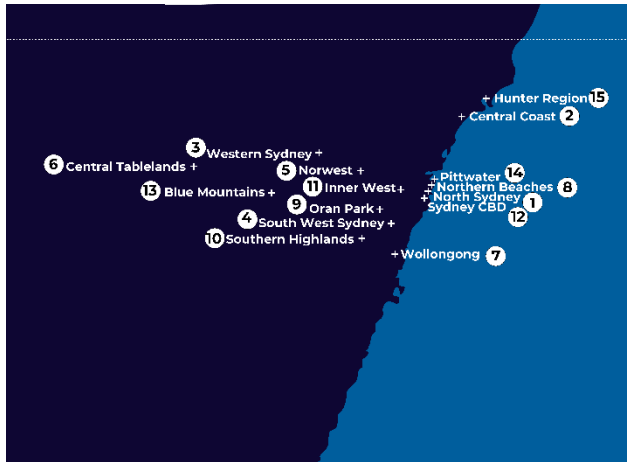 Hunter Region 15
Central Coast 2
3 Western Sydney
6 Central Tablelands
5 Norwest
Pittwater 14
13 Blue Mountains
11 Inner West
Northern Beaches 8
North Sydney 1
9 Oran Park
Sydney CBD 12
4 South West Sydney
10 Southern Highlands
Wollongong 7